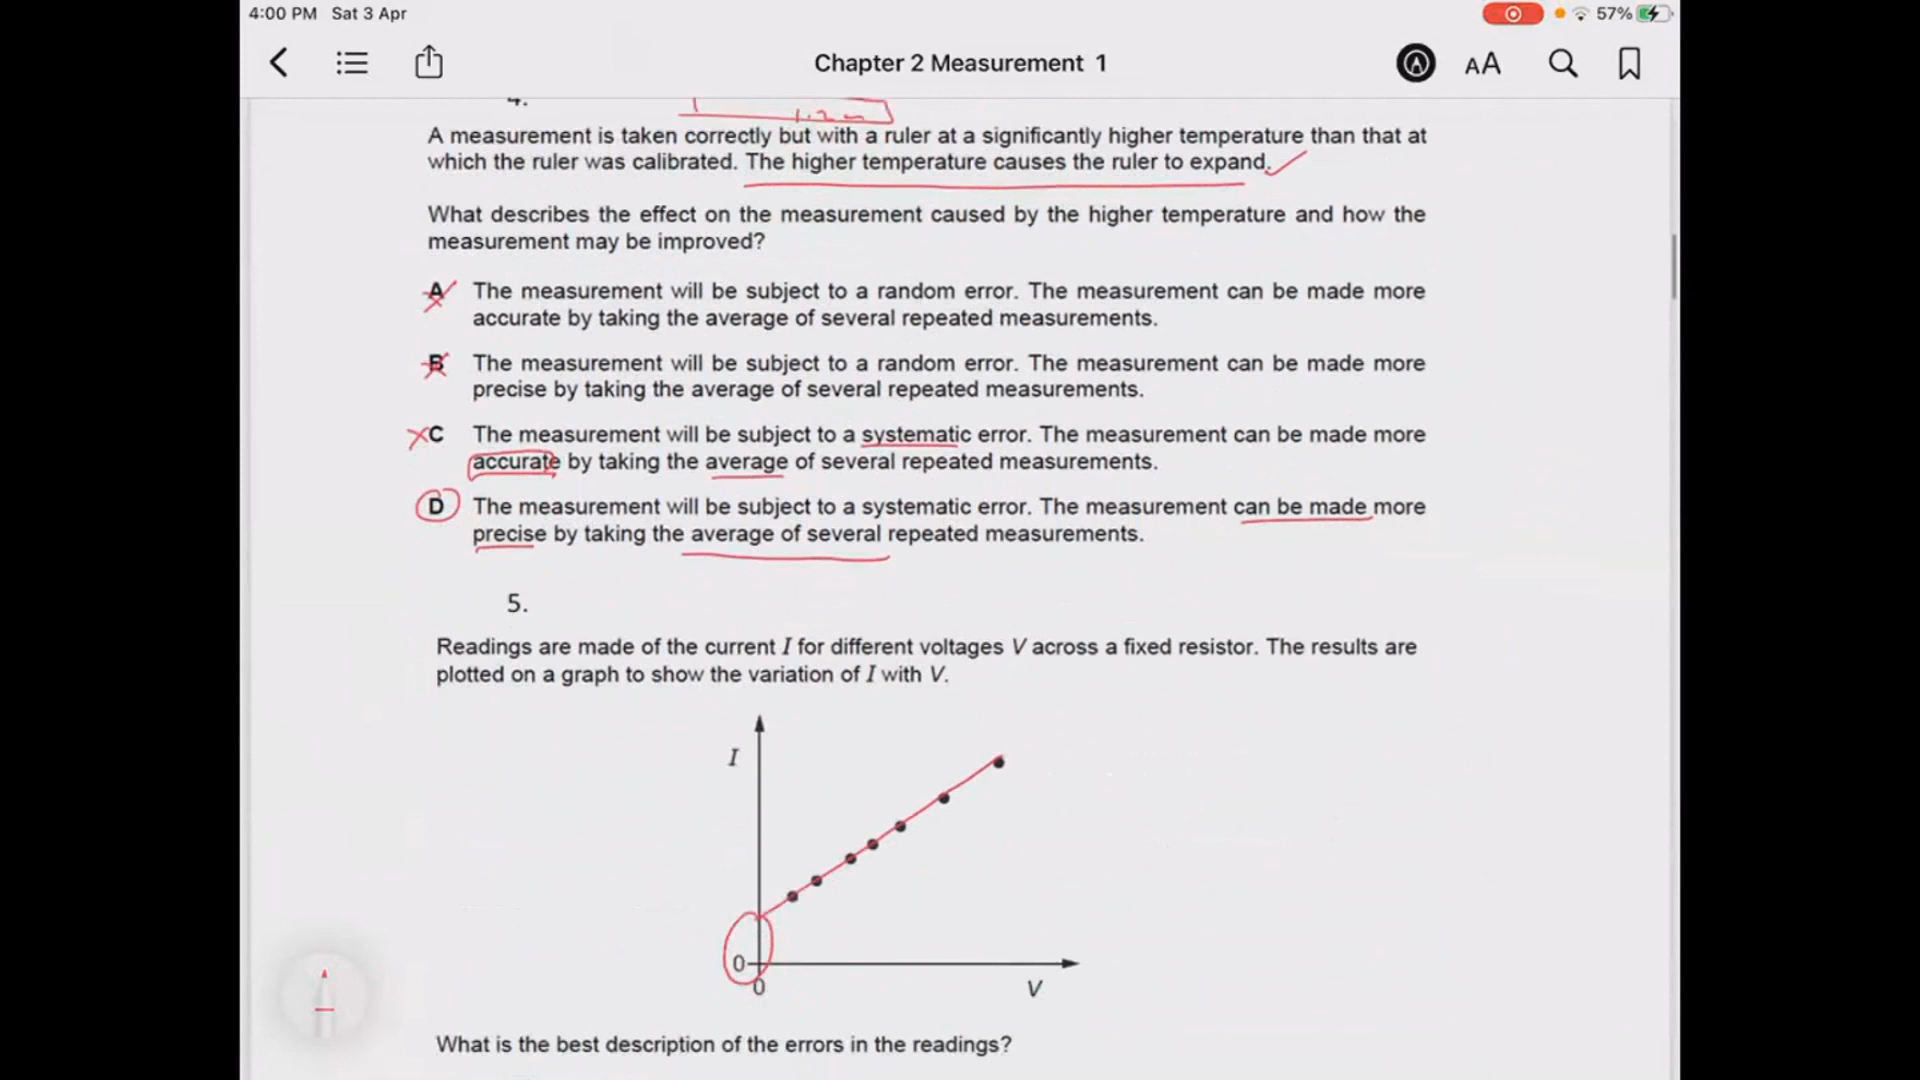 4:00 PM Sat 3 Apr
57%
Chapter 2 Measurement 1
AA
4.
1.2m
A measurement is taken correctly but with a ruler at a significantly higher temperature than that at
which the ruler was calibrated. The higher temperature causes the ruler to expand.
What describes the effect on the measurement caused by the higher temperature and how the
measurement may be improved?
A The measurement will be subject to a random error. The measurement can be made more
accurate by taking the average of several repeated measurements.
B The measurement will be subject to a random error. The measurement can be made more
precise by taking the average of several repeated measurements.
C The measurement will be subject to a systematic error. The measurement can be made more
accurate by taking the average of several repeated measurements.
D The measurement will be subject to a systematic error. The measurement can be made more
precise by taking the average of several repeated measurements.
5.
Readings are made of the current I for different voltages V across a fixed resistor. The results are
plotted on a graph to show the variation of I with V.
I
0
0
V
What is the best description of the errors in the readings?